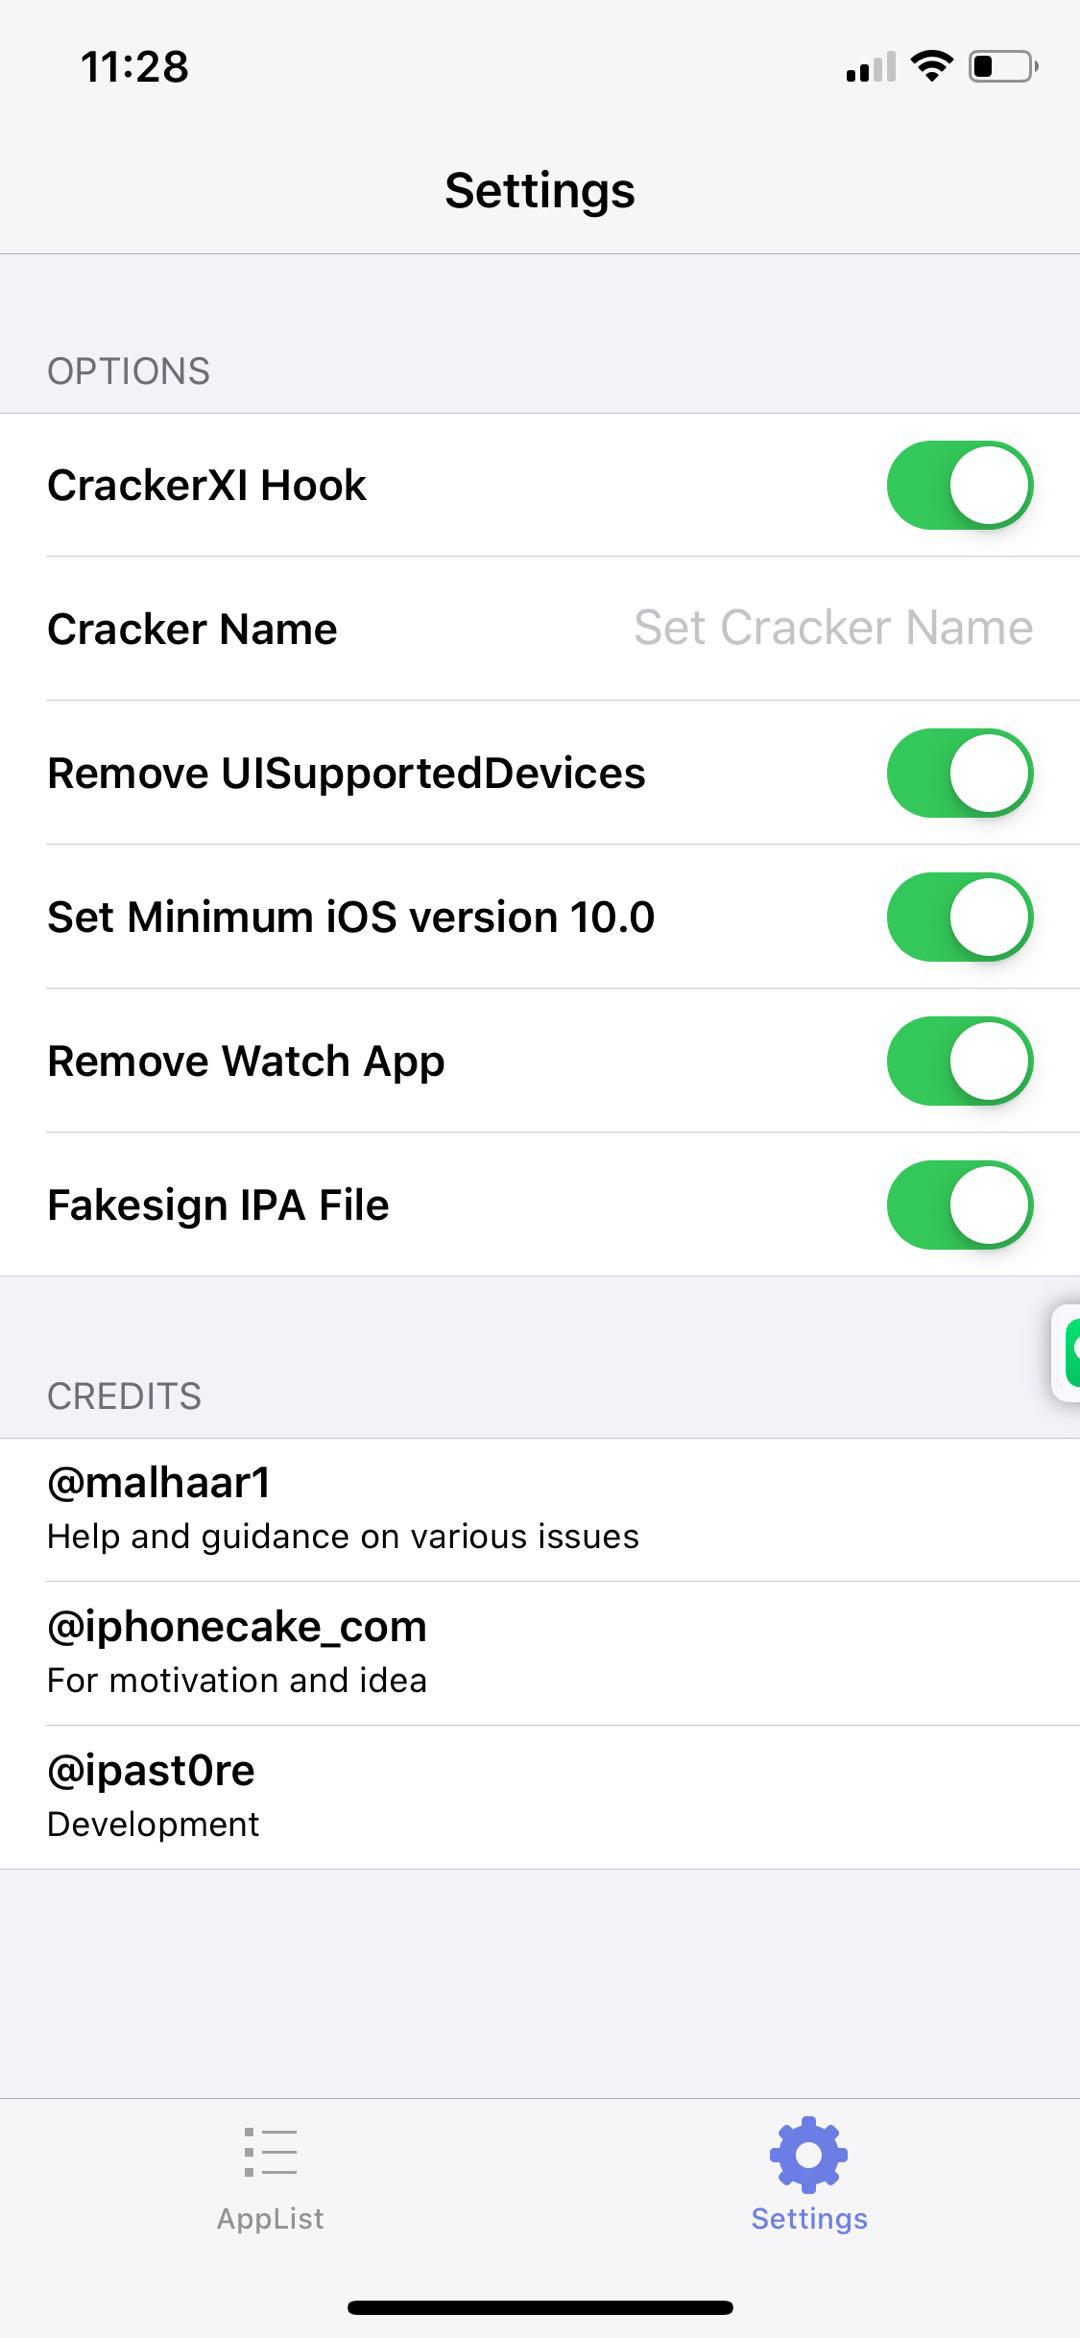 11:28
Settings
OPTIONS
CrackerXI Hook
Cracker Name Set Cracker Name
Remove UISupportedDevices
Set Minimum iOS version 10.0
Remove Watch App
Fakesign IPA File
CREDITS
@malhaar1
Help and guidance on various issues
@iphonecake_com
For motivation and idea
@ipast0re
Development
AppList Settings